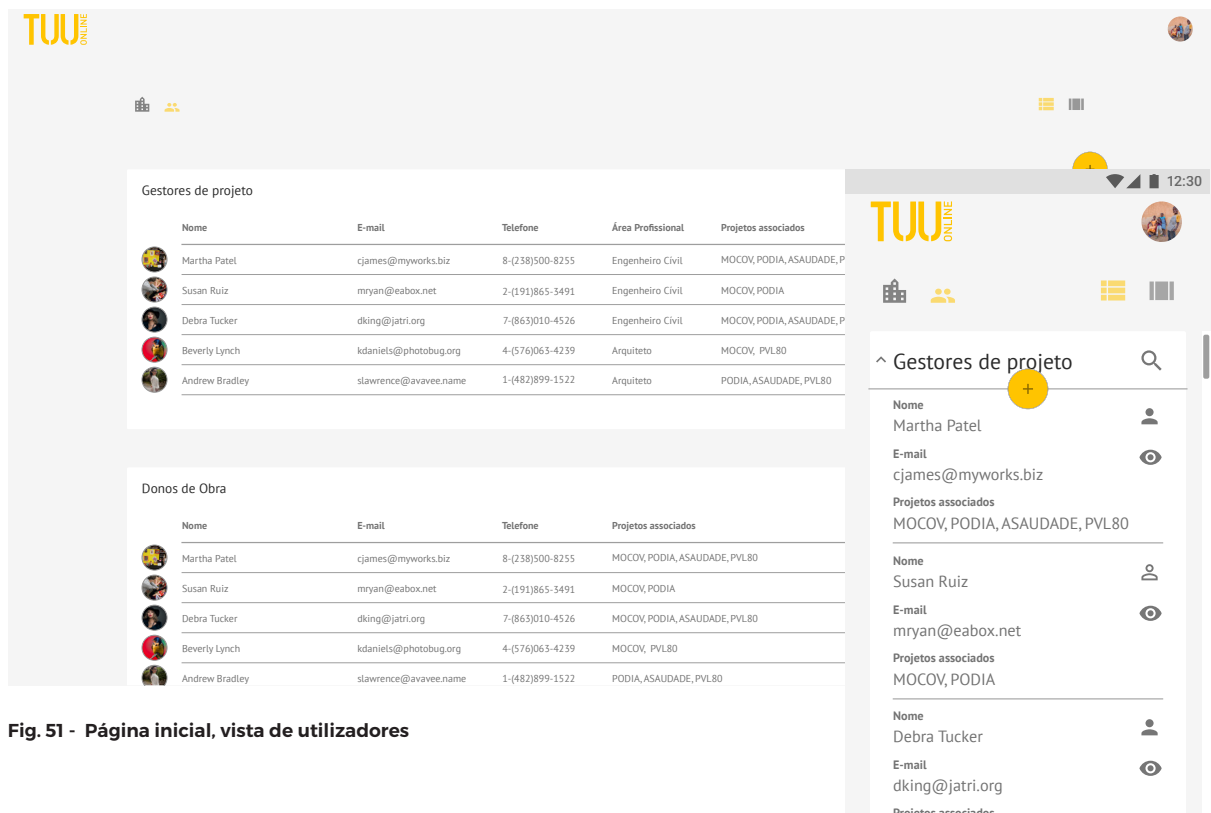 TUU ONLINE
Gestores de projeto
Nome E-mail Telefone Área Profissional Projetos associados
Martha Patel cjames@myworks.biz 8-(238)500-8255 Engenheiro Cívil MOCOV, PODIA, ASAUDADE, P
Susan Ruiz mryan@eabox.net 2-(191)865-3491 Engenheiro Cívil MOCOV, PODIA
Debra Tucker dking@jatri.org 7-(863)010-4526 Engenheiro Cívil MOCOV, PODIA, ASAUDADE, P
Beverly Lynch kdaniels@photobug.org 4-(576)063-4239 Arquiteto MOCOV, PVL80
Andrew Bradley slawrence@avavee.name 1-(482)899-1522 Arquiteto PODIA, ASAUDADE, PVL80
Donos de Obra
Nome E-mail Telefone Projetos associados
Martha Patel cjames@myworks.biz 8-(238)500-8255 MOCOV, PODIA, ASAUDADE, PVL80
Susan Ruiz mryan@eabox.net 2-(191)865-3491 MOCOV, PODIA
Debra Tucker dking@jatri.org 7-(863)010-4526 MOCOV, PODIA, ASAUDADE, PVL80
Beverly Lynch kdaniels@photobug.org 4-(576)063-4239 MOCOV, PVL80
Andrew Bradley slawrence@avavee.name 1-(482)899-1522 PODIA, ASAUDADE, PVL80
12:30
TUU ONLINE
Gestores de projeto
+
Nome
Martha Patel
E-mail
cjames@myworks.biz
Projetos associados
MOCOV, PODIA, ASAUDADE, PVL80
Nome
Susan Ruiz
E-mail
mryan@eabox.net
Projetos associados
MOCOV, PODIA
Nome
Debra Tucker
E-mail
dking@jatri.org
Projetos associados
Fig. 51 - Página inicial, vista de utilizadores